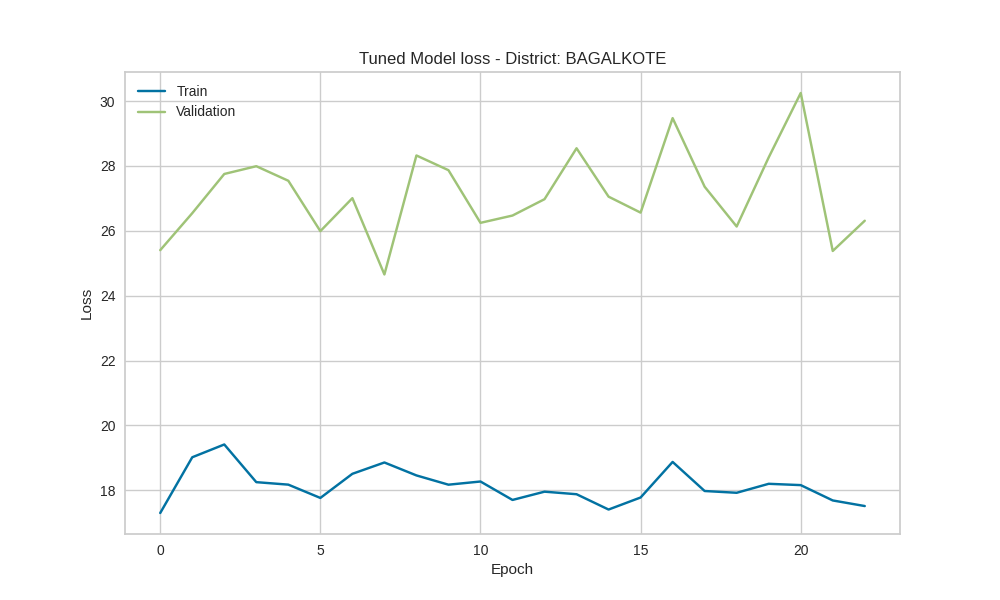 Tuned Model loss - District: BAGALKOTE
Train
Validation
30
28
26
24
22
20
18
Loss
0 5 10 15 20
Epoch